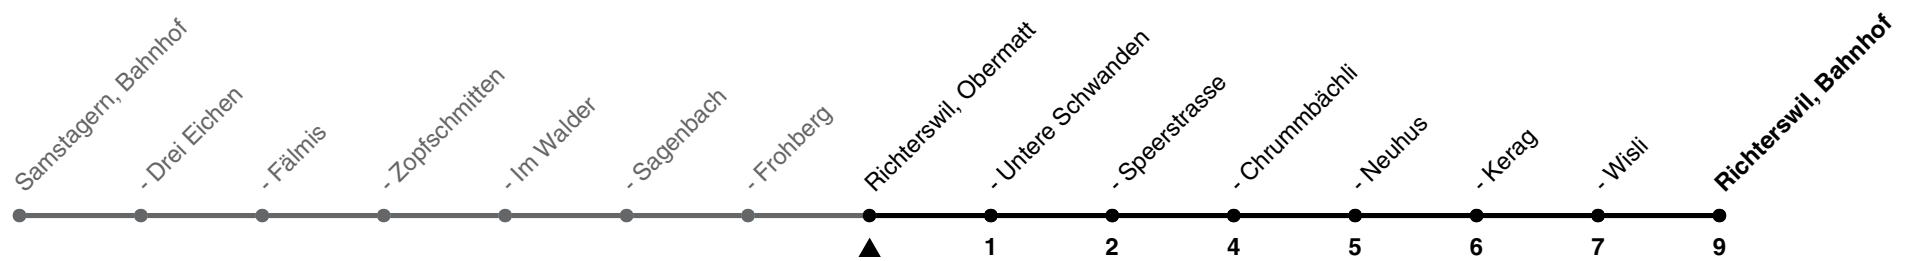 Samstagern, Bahnhof
- Drei Eichen
- Fälmis
- Zopfschmitten
- Im Walder
- Sagenbach
- Frohberg
Richterswil, Obermatt
- Untere Schwanden
- Speerstrasse
- Chrummbächli
- Neuhus
- Kerag
- Wisli
Richterswil, Bahnhof
1 2 4 5 6 7 9